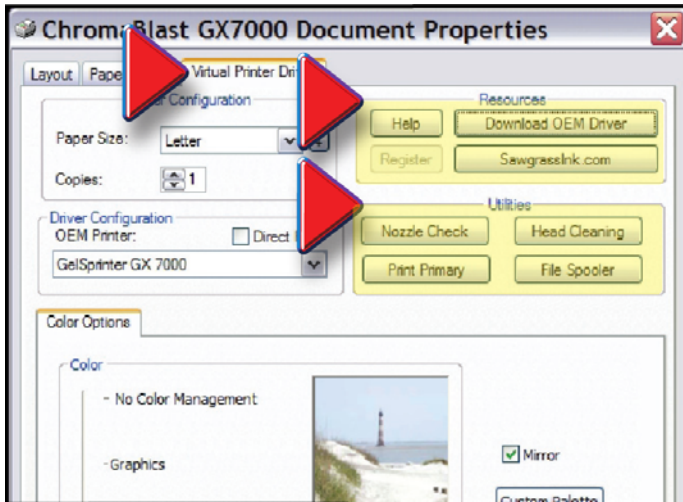 ChromaBlast GX7000 Document Properties
Layout Virtual Printer
Configuration Resources
Paper Size: Letter Help Download OEM Driver
Register SawgrassInk.com
Copies: 1
Utilities
Driver Configuration
OEM Printer: Direct Nozzle Check Head Cleaning
GelSprinter GX 7000 Print Primary File Spooler
Color Options
Color
- No Color Management
-Graphics Mirror
Custom Palette